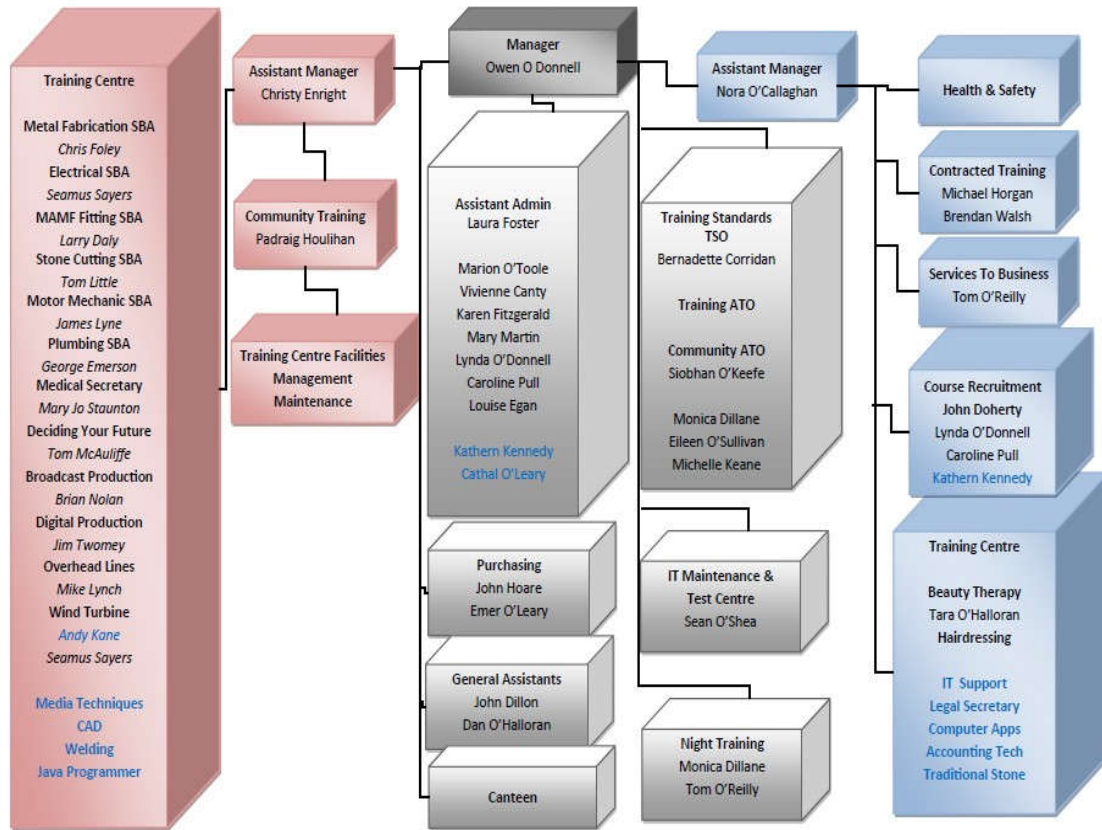 Training Centre
Metal Fabrication SBA
Chris Foley
Electrical SBA
Seamus Sayers
MAMF Fitting SBA
Larry Daly
Stone Cutting SBA
Tom Little
Motor Mechanic SBA
James Lyne
Plumbing SBA
George Emerson
Medical Secretary
Mary Jo Staunton
Deciding Your Future
Tom McAuliffe
Broadcast Production
Brian Nolan
Digital Production
Jim Twomey
Overhead Lines
Mike Lynch
Wind Turbine
Andy Kane
Seamus Sayers
Media Techniques
CAD
Welding
Java Programmer
Assistant Manager
Christy Enright
Community Training
Padraig Houlihan
Training Centre Facilities
Management
Maintenance
Manager
Owen O Donnell
Assistant Admin
Laura Foster
Marion O'Toole
Vivienne Canty
Karen Fitzgerald
Mary Martin
Lynda O'Donnell
Caroline Pull
Louise Egan
Kathern Kennedy
Cathal O'Leary
Purchasing
John Hoare
Emer O'Leary
General Assistants
John Dillon
Dan O'Halloran
Canteen
Training Standards
TSO
Bernadette Corridan
Training ATO
Community ATO
Siobhan O'Keefe
Monica Dillane
Eileen O'Sullivan
Michelle Keane
IT Maintenance &
Test Centre
Sean O'Shea
Night Training
Monica Dillane
Tom O'Reilly
Assistant Manager
Nora O'Callaghan
Health & Safety
Contracted Training
Michael Horgan
Brendan Walsh
Services To Business
Tom O'Reilly
Course Recruitment
John Doherty
Lynda O'Donnell
Caroline Pull
Kathern Kennedy
Training Centre
Beauty Therapy
Tara O'Halloran
Hairdressing
IT Support
Legal Secretary
Computer Apps
Accounting Tech
Traditional Stone